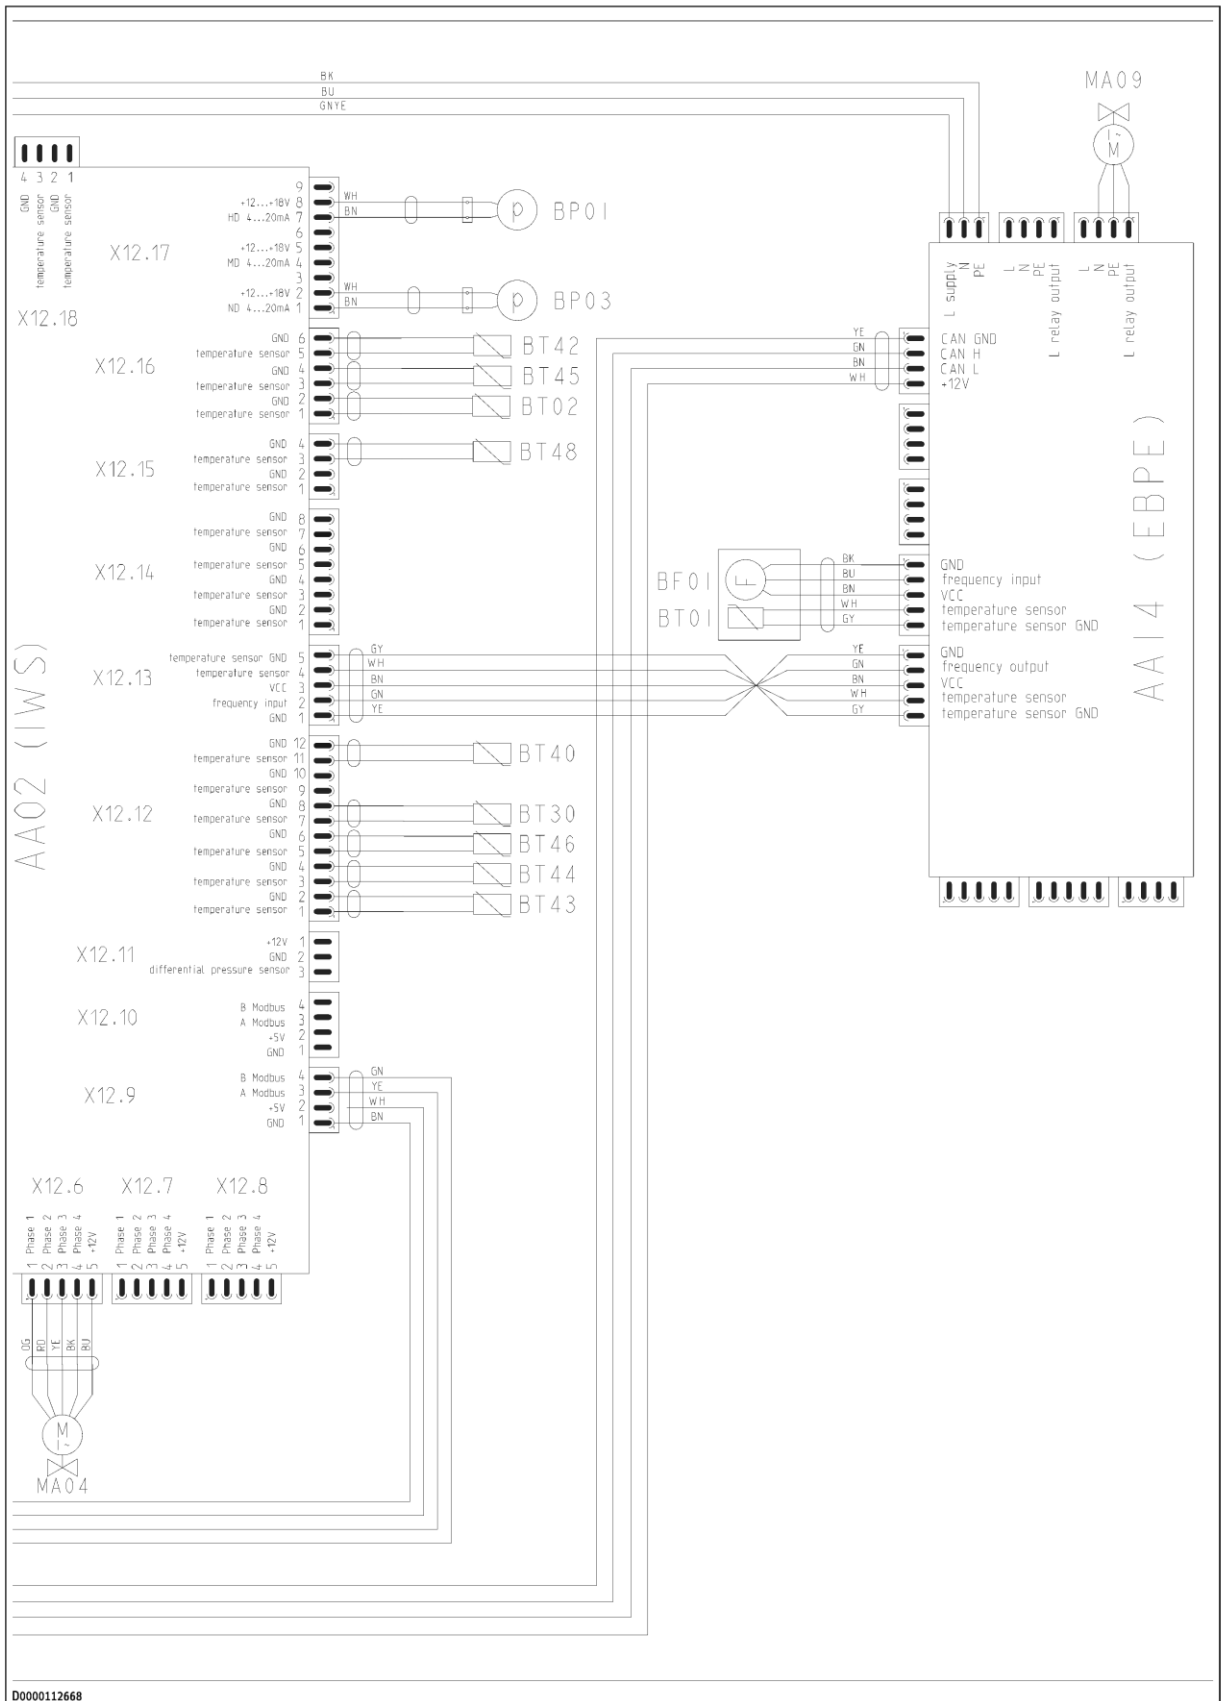 BK
BU
GNYE
MA09
1~
M
4 3 2 1
GND
temperature sensor
GND
temperature sensor
X12.18
X12.17
9
+12...+18V 8 WH
HD 4...20mA 7 BN
BP01
p
6
+12...+18V 5
MD 4...20mA 4
3
+12...+18V 2 WH
ND 4...20mA 1 BN
BP03
p
L supply
N
PE
L
N
PE
L relay output
L
N
PE
L relay output
X12.16
GND 6
temperature sensor 5
BT42
GND 4
temperature sensor 3
BT45
GND 2
temperature sensor 1
BT02
YE CAN GND
GN CAN H
BN CAN L
WH +12V
X12.15
GND 4
temperature sensor 3
BT48
GND 2
temperature sensor 1
AA14 (EBPE)
X12.14
GND 8
temperature sensor 7
GND 6
temperature sensor 5
GND 4
temperature sensor 3
GND 2
temperature sensor 1
BF01
F
BT01
BK GND
BU frequency input
BN VCC
WH temperature sensor
GY temperature sensor GND
AA02 (IWS)
X12.13
temperature sensor GND 5 GY
temperature sensor 4 WH
VCC 3 BN
frequency input 2 GN
GND 1 YE
YE GND
GN frequency output
BN VCC
WH temperature sensor
GY temperature sensor GND
X12.12
GND 12
temperature sensor 11
BT40
GND 10
temperature sensor 9
GND 8
temperature sensor 7
BT30
GND 6
temperature sensor 5
BT46
GND 4
temperature sensor 3
BT44
GND 2
temperature sensor 1
BT43
X12.11
+12V 1
GND 2
differential pressure sensor 3
X12.10
B Modbus 4
A Modbus 3
+5V 2
GND 1
X12.9
B Modbus 4 GN
A Modbus 3 YE
+5V 2 WH
GND 1 BN
X12.6 X12.7 X12.8
1 Phase 1
2 Phase 2
3 Phase 3
4 Phase 4
5 +12V
1 Phase 1
2 Phase 2
3 Phase 3
4 Phase 4
5 +12V
1 Phase 1
2 Phase 2
3 Phase 3
4 Phase 4
5 +12V
OG
RD
YE
BK
BU
M
1~
MA04
D0000112668